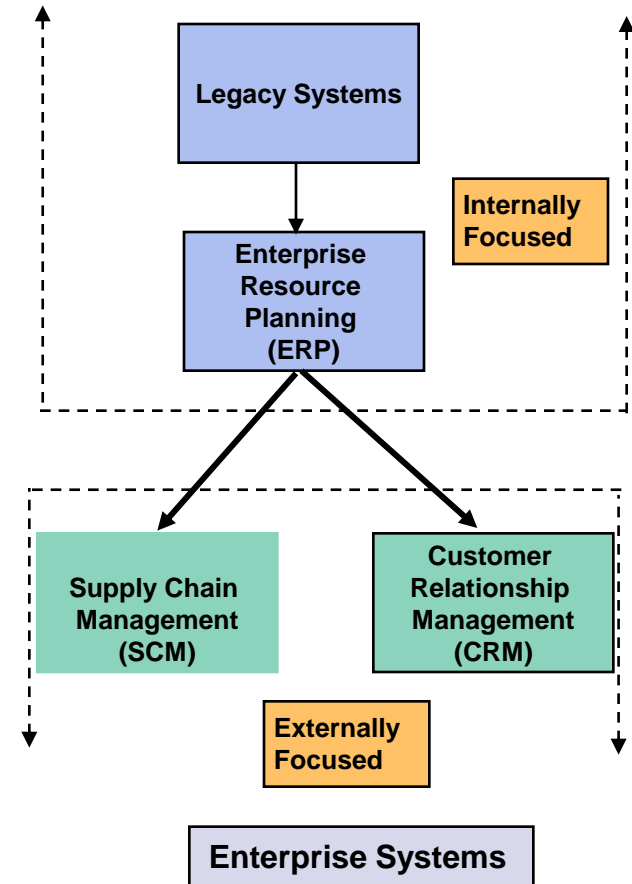 Legacy Systems
Internally
Focused
Enterprise
Resource
Planning
(ERP)
Supply Chain
Management
(SCM)
Customer
Relationship
Management
(CRM)
Externally
Focused
Enterprise Systems